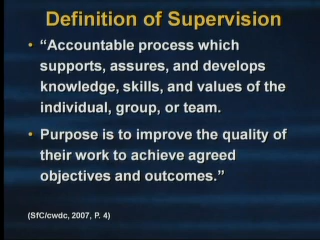 Definition of Supervision
• “Accountable process which
supports, assures, and develops
knowledge, skills, and values of the
individual, group, or team.
• Purpose is to improve the quality of
their work to achieve agreed
objectives and outcomes.”
(SfC/cwdc, 2007, P. 4)